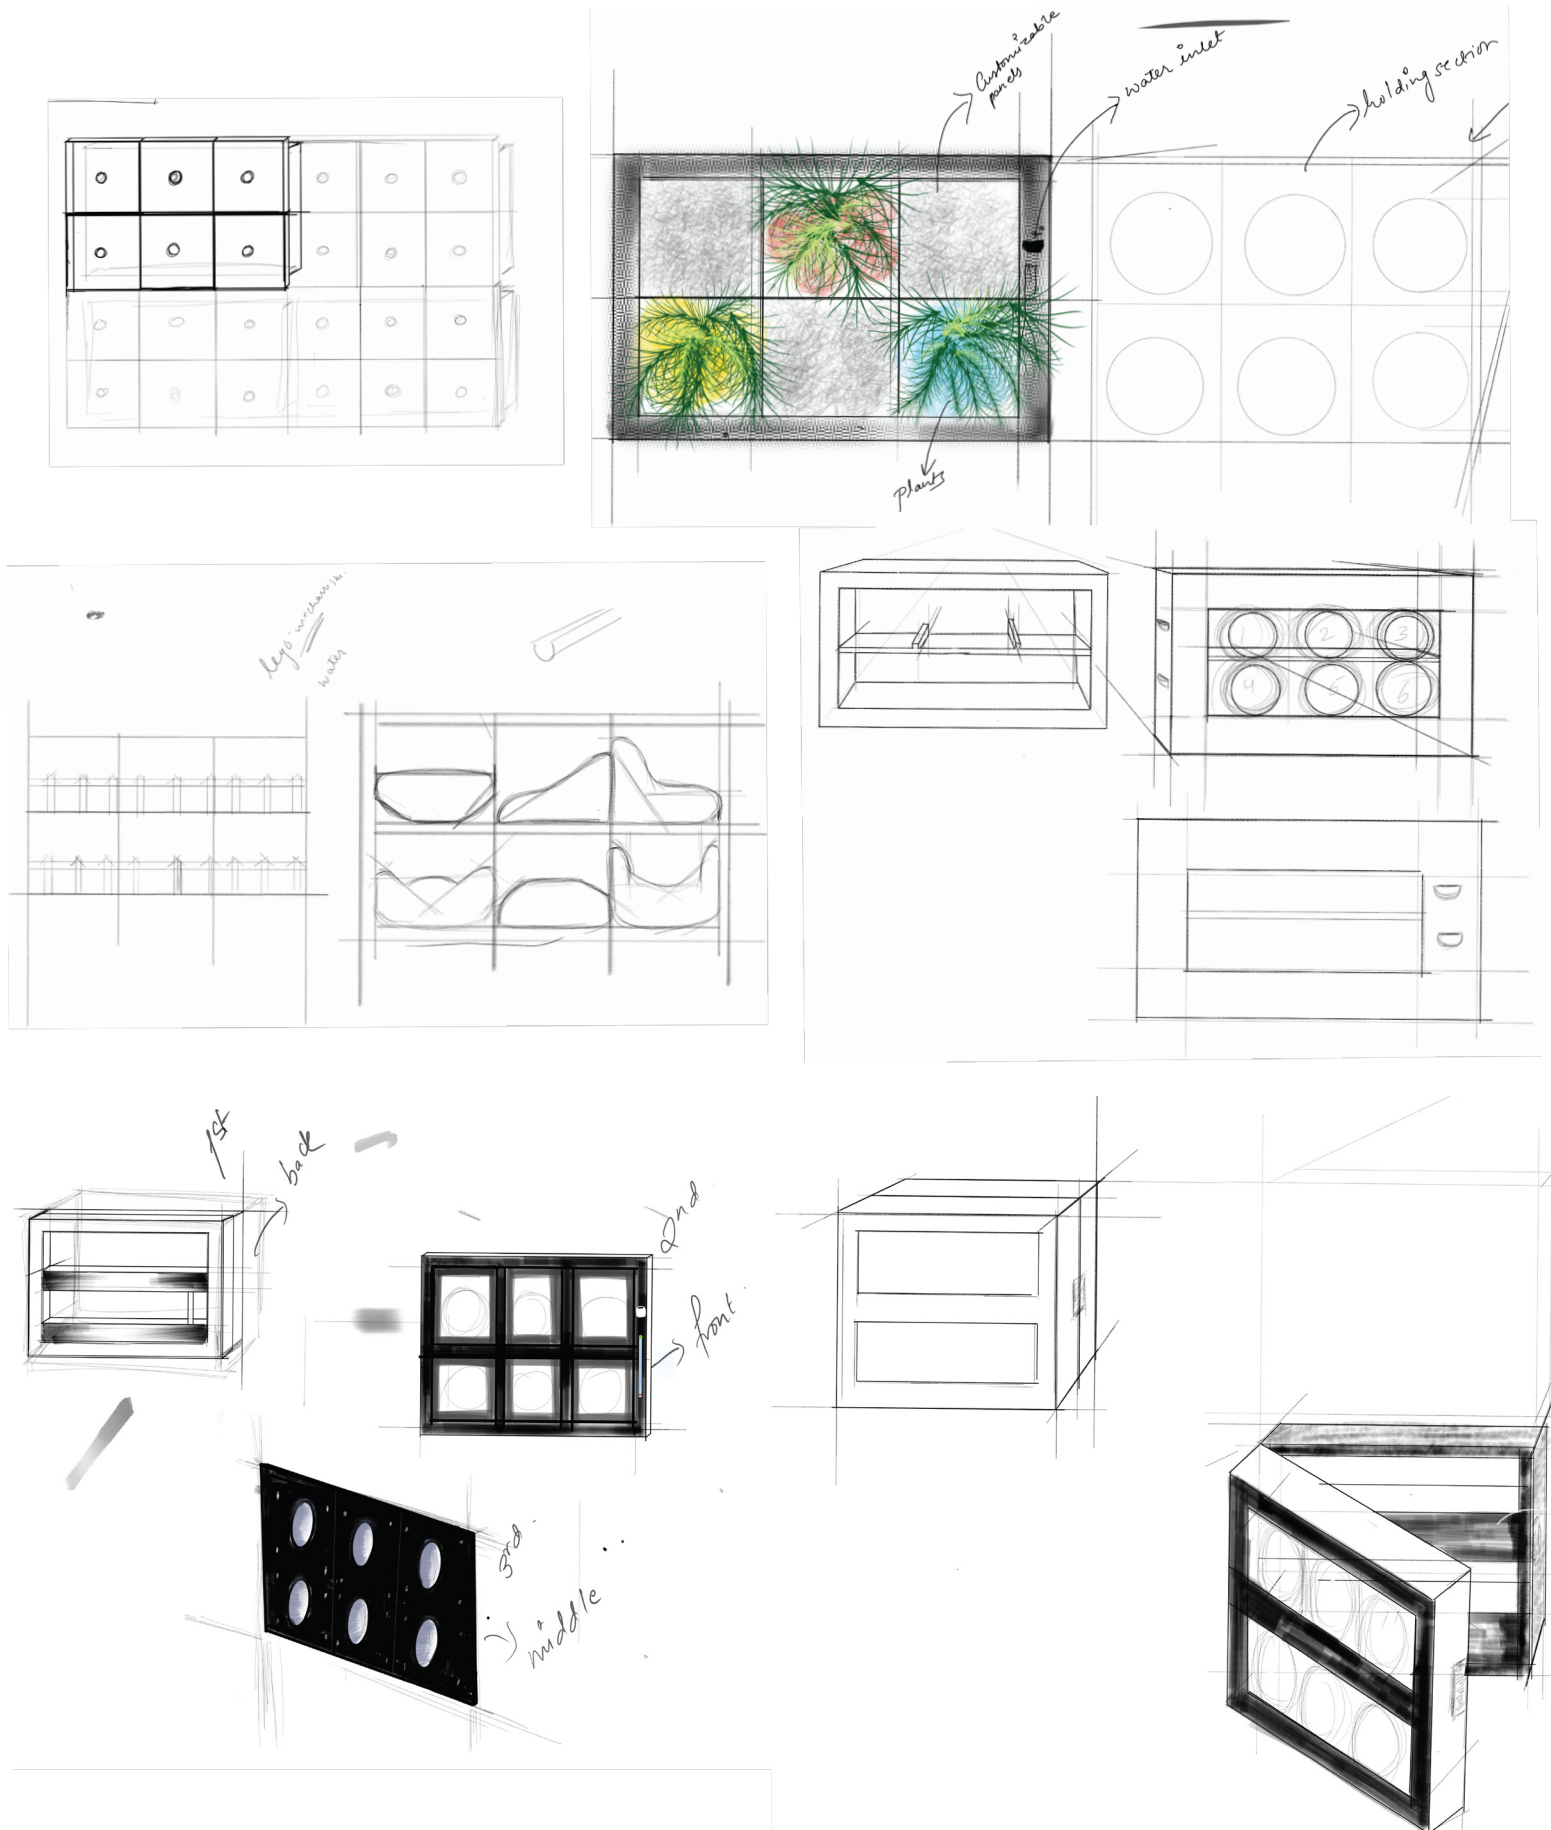 Customizable
panels
water inlet
holding section
plants
lego mechanism
water
1 2 3
4 5 6
1st
back
2nd
front
3rd
middle